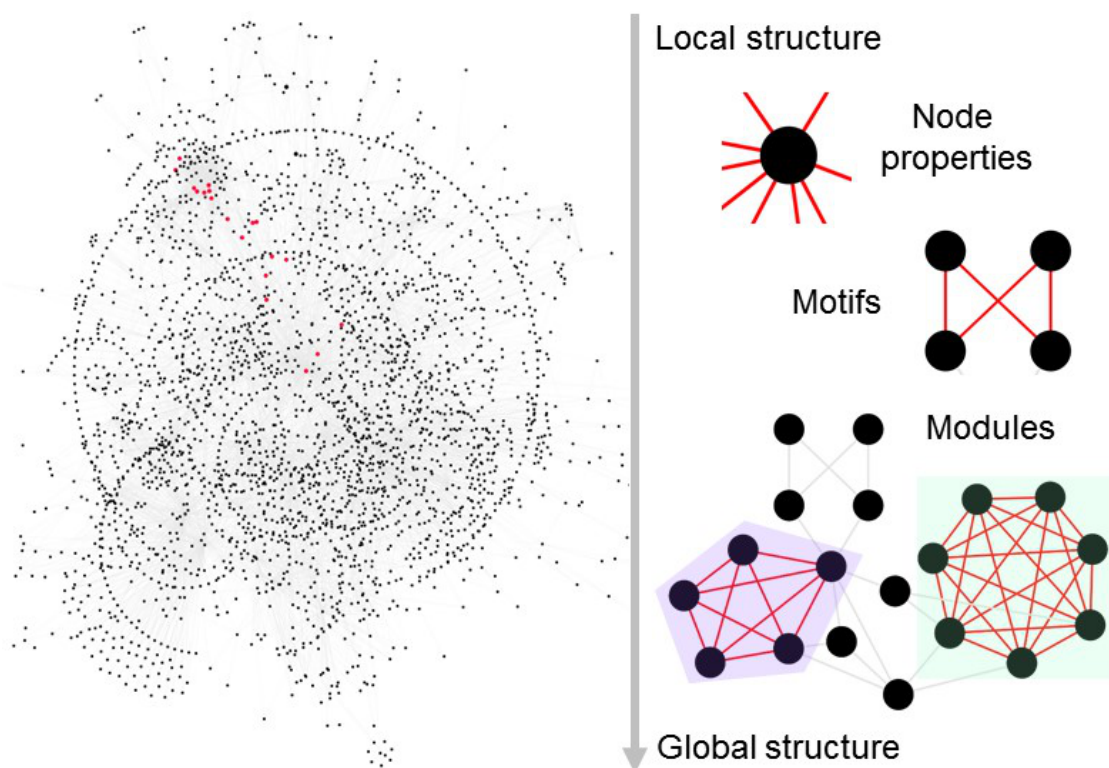 Local structure
Node
properties
Motifs
Modules
Global structure